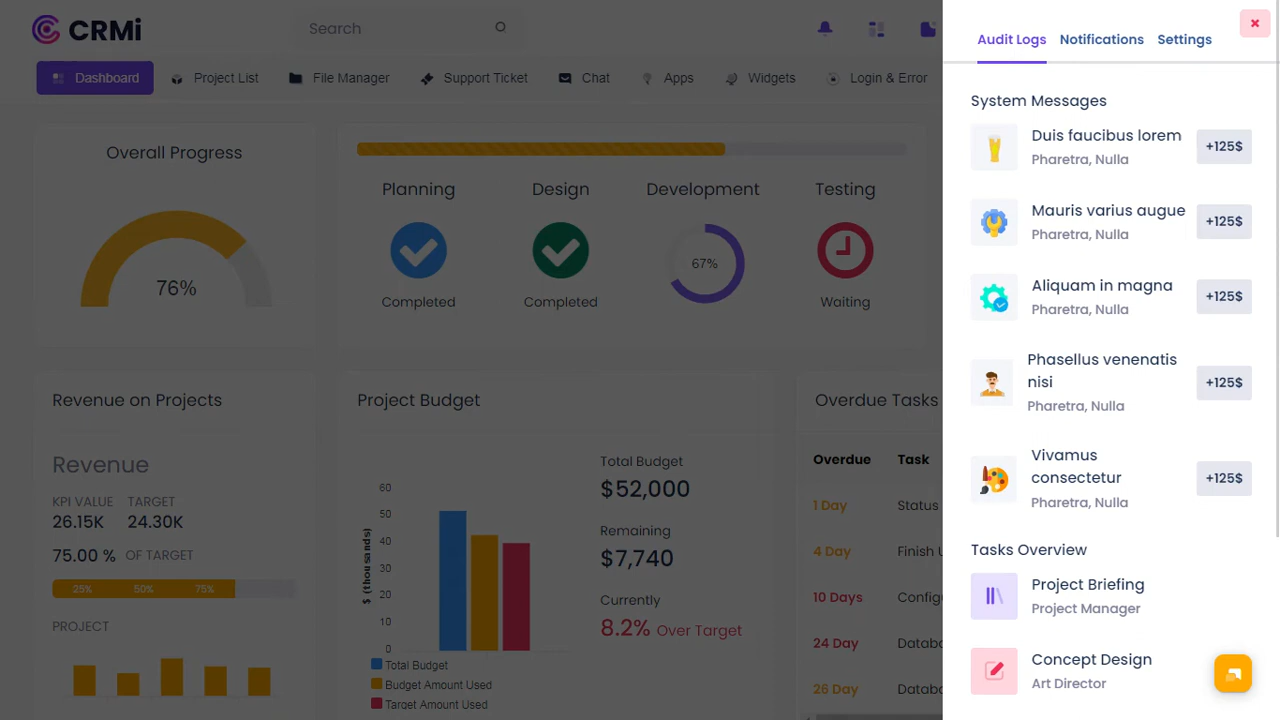 CRMi
Search
Dashboard
Project List
File Manager
Support Ticket
Chat
Apps
Widgets
Login & Error
Overall Progress
76%
Planning
Design
Development
Testing
67%
Completed
Completed
Waiting
Revenue on Projects
Revenue
KPI VALUE
TARGET
26.15K
24.30K
75.00 %
OF TARGET
25%
50%
75%
PROJECT
Project Budget
60
50
40
30
20
10
0
$ (thousands)
Total Budget
Budget Amount Used
Target Amount Used
Total Budget
$52,000
Remaining
$7,740
Currently
8.2% Over Target
Overdue Tasks
Overdue
Task
1 Day
Status
4 Day
Finish
10 Days
24 Day
26 Day
Audit Logs
Notifications
Settings
System Messages
Duis faucibus lorem
Pharetra, Nulla
+125$
Mauris varius augue
Pharetra, Nulla
+125$
Aliquam in magna
Pharetra, Nulla
+125$
Phasellus venenatis
nisi
Pharetra, Nulla
+125$
Vivamus
consectetur
Pharetra, Nulla
+125$
Tasks Overview
Project Briefing
Project Manager
Concept Design
Art Director